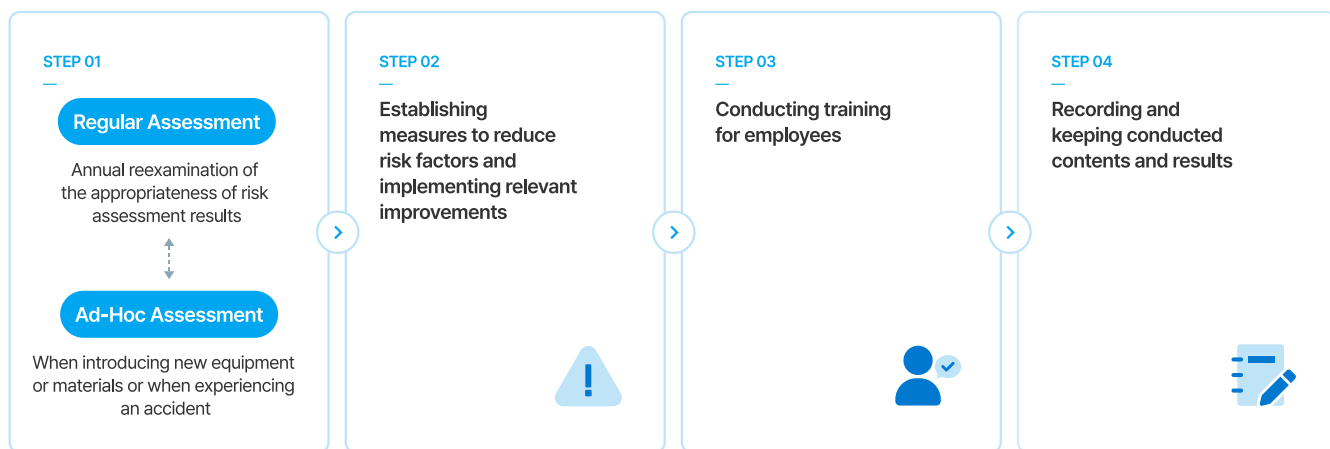 STEP 01
Regular Assessment
Annual reexamination of
the appropriateness of risk
assessment results
Ad-Hoc Assessment
When introducing new equipment
or materials or when experiencing
an accident
STEP 02
Establishing
measures to reduce
risk factors and
implementing relevant
improvements
STEP 03
Conducting training
for employees
STEP 04
Recording and
keeping conducted
contents and results